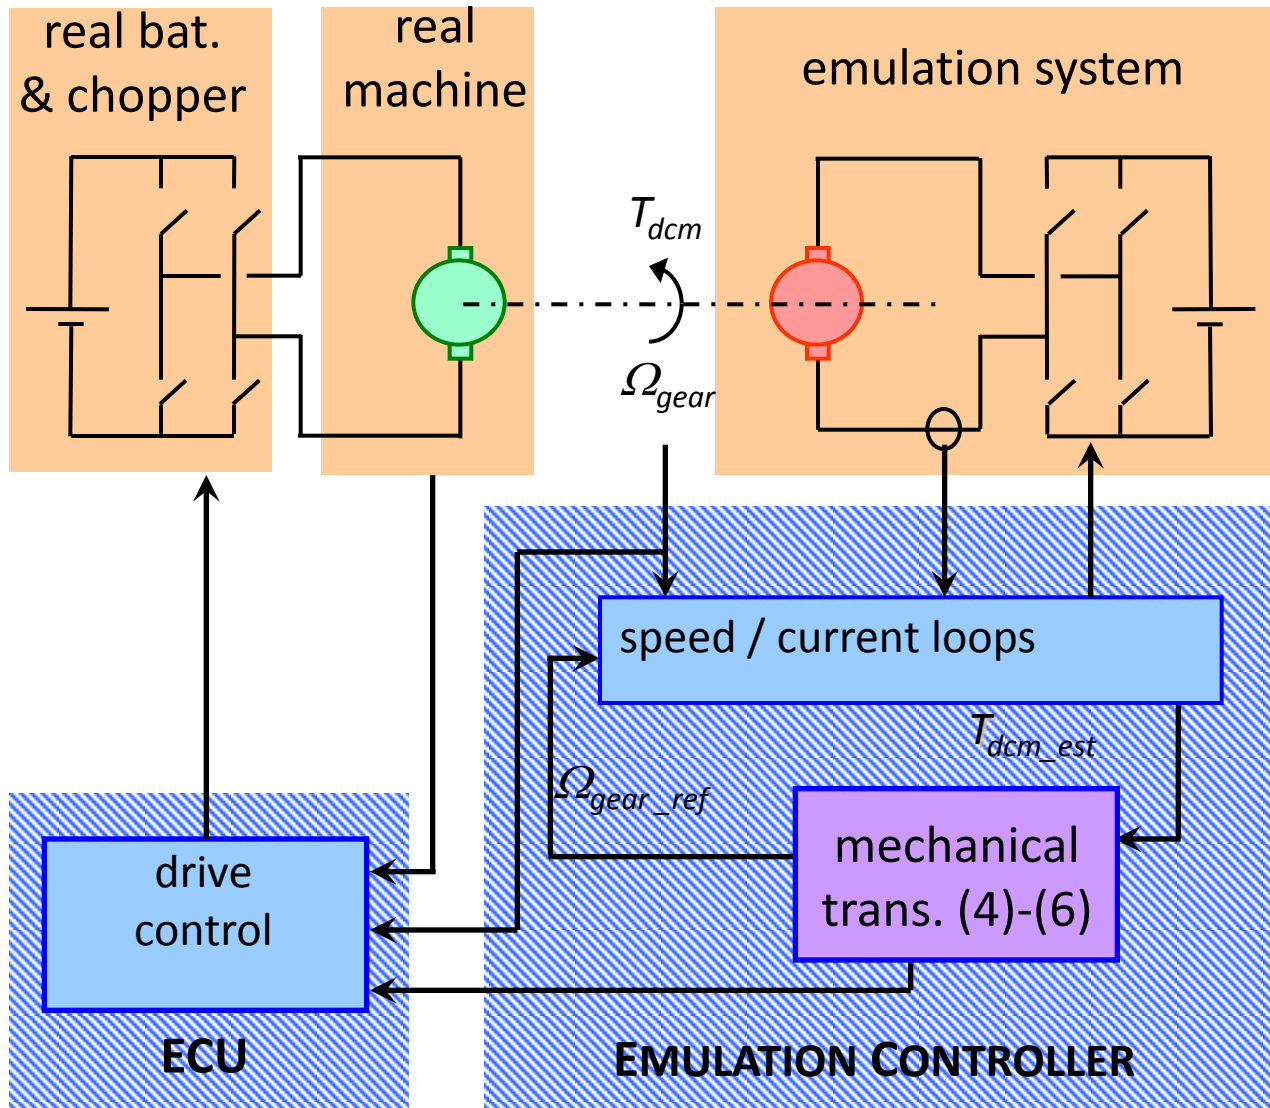 real bat.
& chopper
real
machine
emulation system
T_dcm
Ω_gear
speed / current loops
T_dcm_est
Ω_gear_ref
mechanical
trans. (4)-(6)
drive
control
ECU
EMULATION CONTROLLER